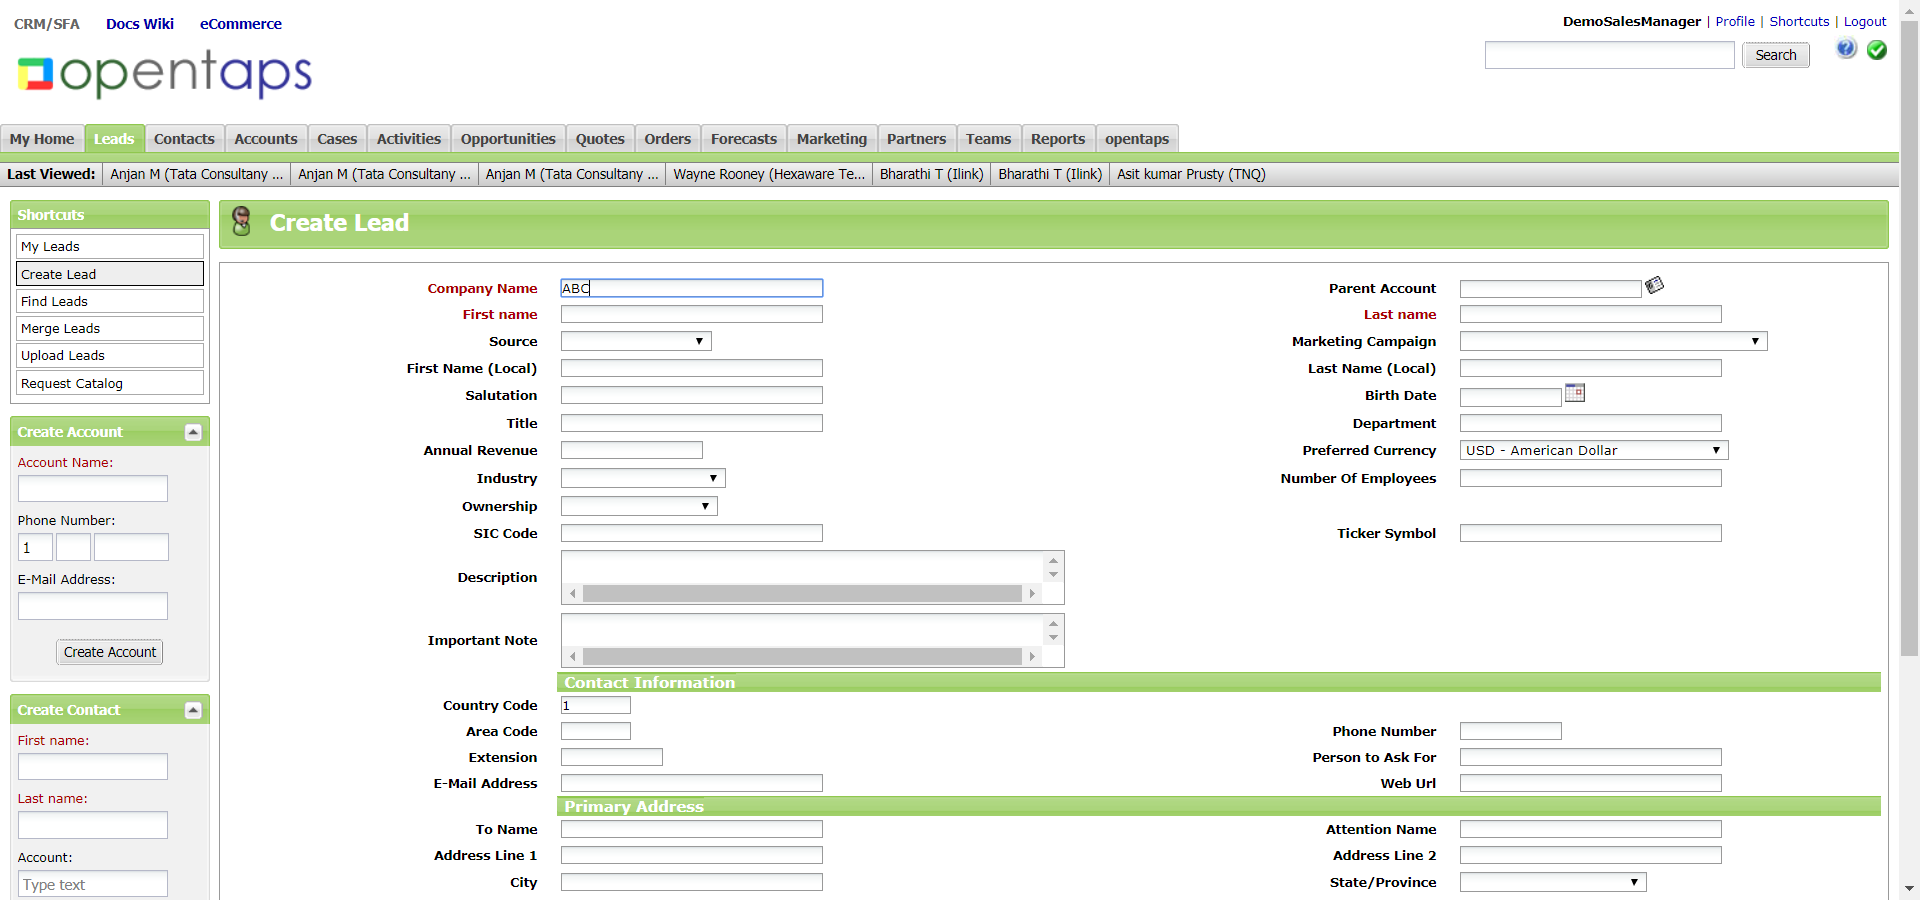 CRM/SFA Docs Wiki eCommerce
DemoSalesManager | Profile | Shortcuts | Logout
opentaps
Search
My Home Leads Contacts Accounts Cases Activities Opportunities Quotes Orders Forecasts Marketing Partners Teams Reports opentaps
Last Viewed: Anjan M (Tata Consultany ... Anjan M (Tata Consultany ... Anjan M (Tata Consultany ... Wayne Rooney (Hexaware Te... Bharathi T (Ilink) Bharathi T (Ilink) Asit kumar Prusty (TNQ)
Shortcuts
My Leads
Create Lead
Find Leads
Merge Leads
Upload Leads
Request Catalog
Create Account
Account Name:
Phone Number:
1
E-Mail Address:
Create Account
Create Contact
First name:
Last name:
Account:
Type text
Create Lead
Company Name ABC Parent Account
First name Last name
Source Marketing Campaign
First Name (Local) Last Name (Local)
Salutation Birth Date
Title Department
Annual Revenue Preferred Currency USD - American Dollar
Industry Number Of Employees
Ownership
SIC Code Ticker Symbol
Description
Important Note
Contact Information
Country Code 1
Area Code Phone Number
Extension Person to Ask For
E-Mail Address Web Url
Primary Address
To Name Attention Name
Address Line 1 Address Line 2
City State/Province